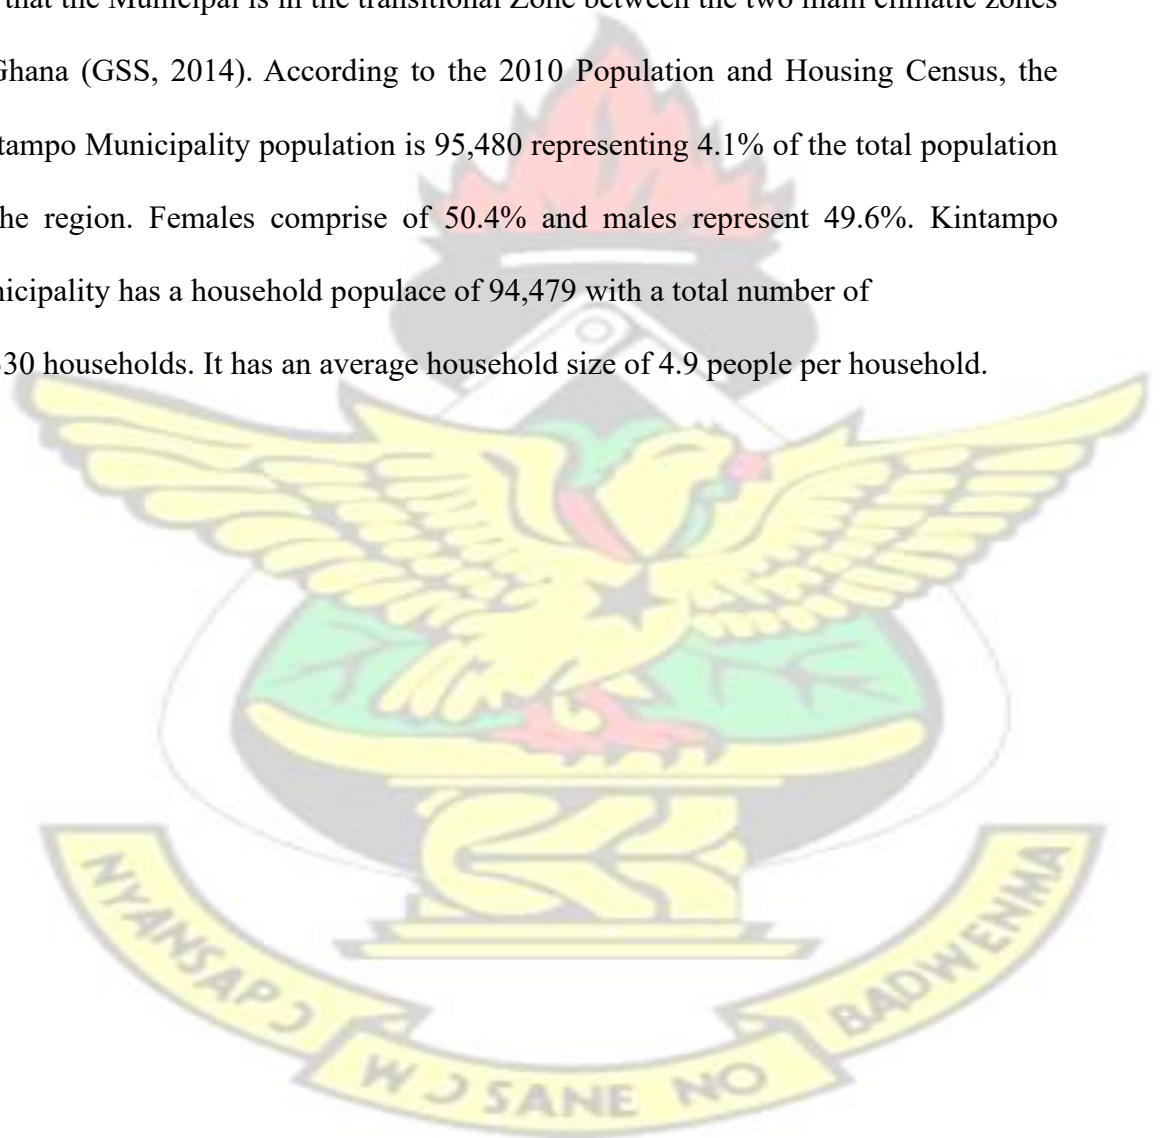 that the Municipal is in the transitional Zone between the two main climatic zones
Ghana (GSS, 2014). According to the 2010 Population and Housing Census, the
tampo Municipality population is 95,480 representing 4.1% of the total population
he region. Females comprise of 50.4% and males represent 49.6%. Kintampo
nicipality has a household populace of 94,479 with a total number of
30 households. It has an average household size of 4.9 people per household.
NYANSAPƆ
WƆSANE NO
BADWENMA